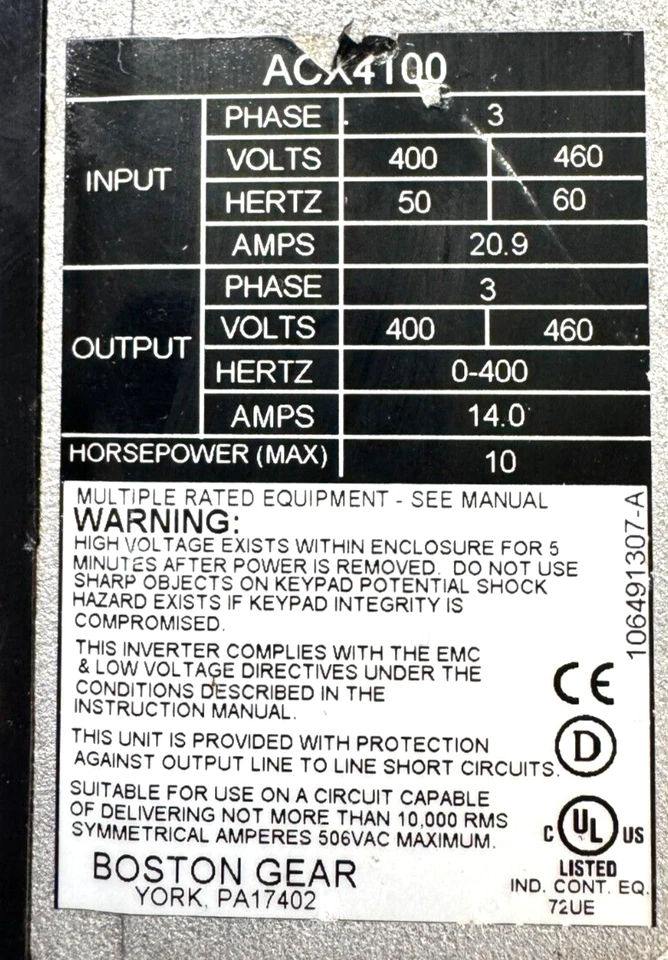 ACX4100
INPUT
PHASE 3
VOLTS 400 460
HERTZ 50 60
AMPS 20.9
OUTPUT
PHASE 3
VOLTS 400 460
HERTZ 0-400
AMPS 14.0
HORSEPOWER (MAX) 10
MULTIPLE RATED EQUIPMENT - SEE MANUAL
WARNING:
HIGH VOLTAGE EXISTS WITHIN ENCLOSURE FOR 5
MINUTES AFTER POWER IS REMOVED. DO NOT USE
SHARP OBJECTS ON KEYPAD POTENTIAL SHOCK
HAZARD EXISTS IF KEYPAD INTEGRITY IS
COMPROMISED.
THIS INVERTER COMPLIES WITH THE EMC
& LOW VOLTAGE DIRECTIVES UNDER THE
CONDITIONS DESCRIBED IN THE
INSTRUCTION MANUAL.
THIS UNIT IS PROVIDED WITH PROTECTION
AGAINST OUTPUT LINE TO LINE SHORT CIRCUITS.
SUITABLE FOR USE ON A CIRCUIT CAPABLE
OF DELIVERING NOT MORE THAN 10,000 RMS
SYMMETRICAL AMPERES 506VAC MAXIMUM.
BOSTON GEAR
YORK, PA17402
106491307-A
CE
D
C UL US
LISTED
IND. CONT. EQ.
72UE